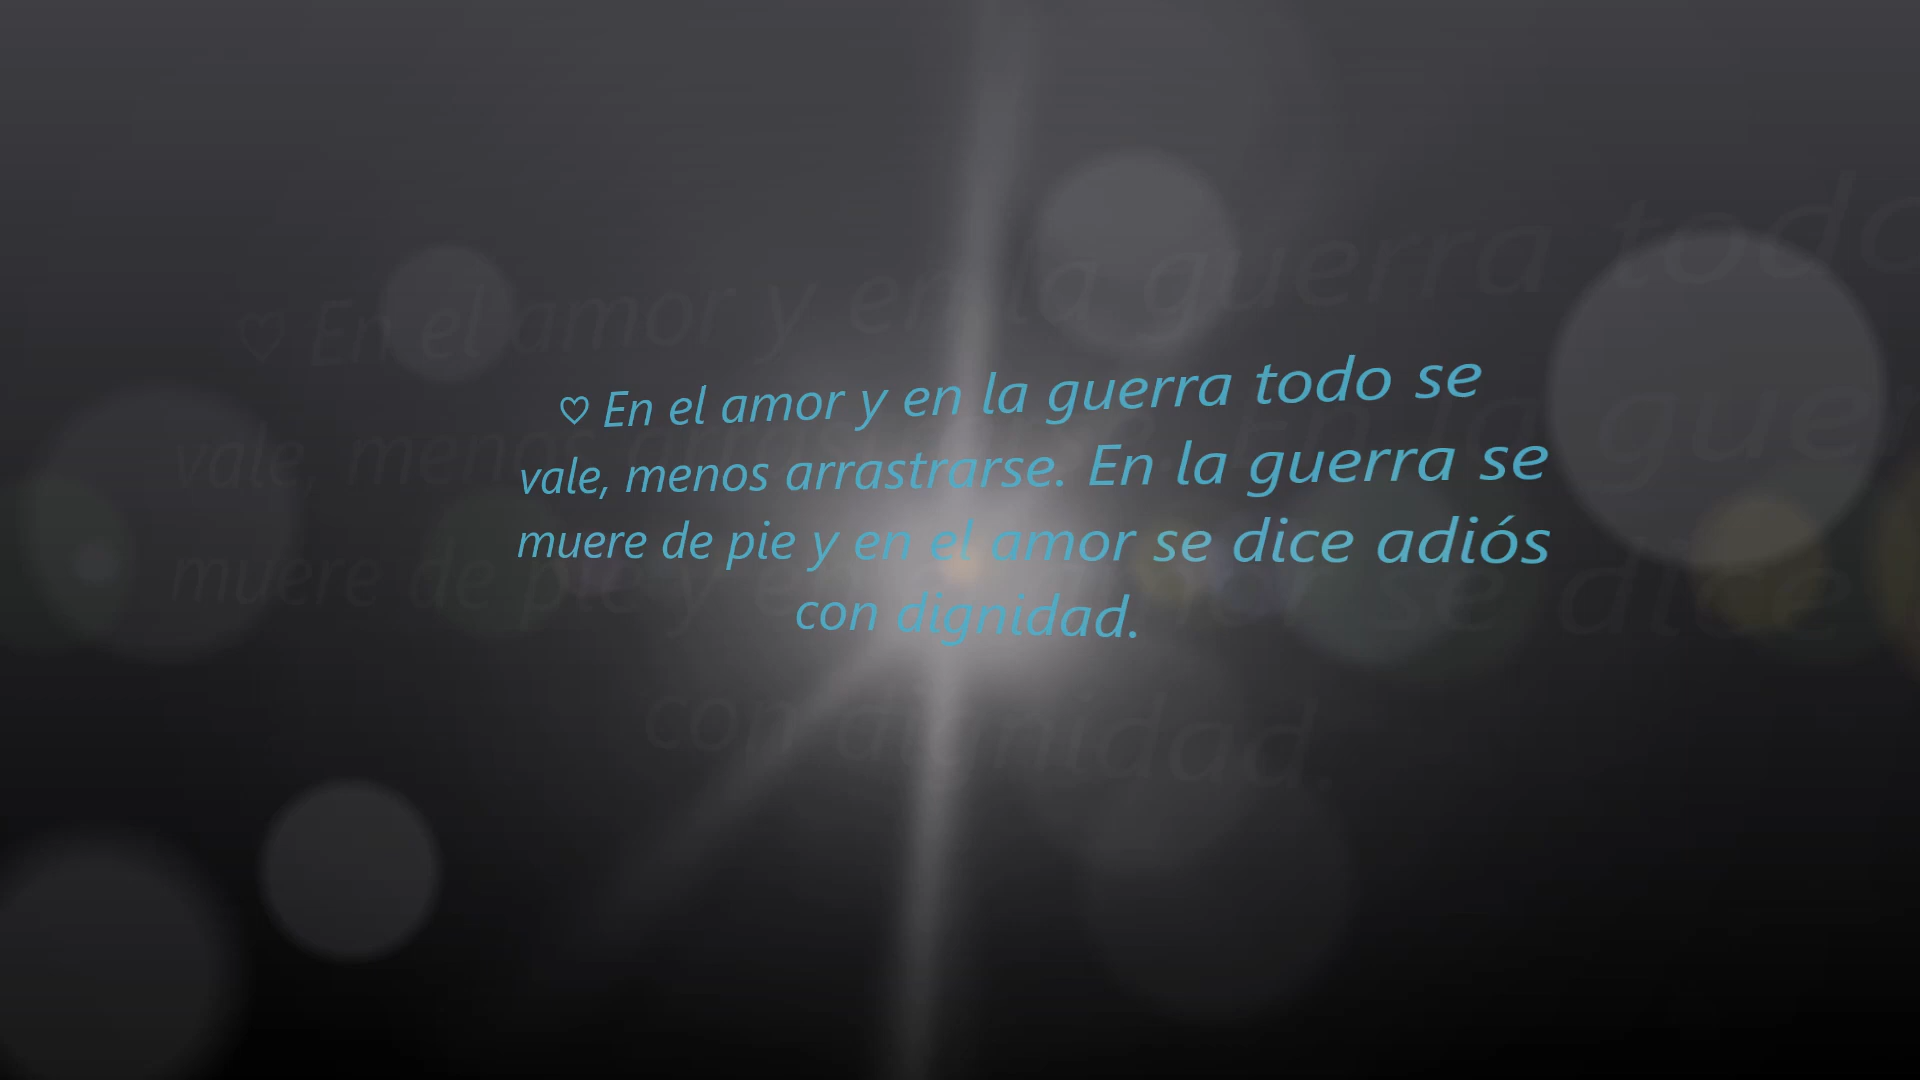 ♡ En el amor y en la guerra todo se
vale, menos arrastrarse. En la guerra se
muere de pie y en el amor se dice adiós
con dignidad.